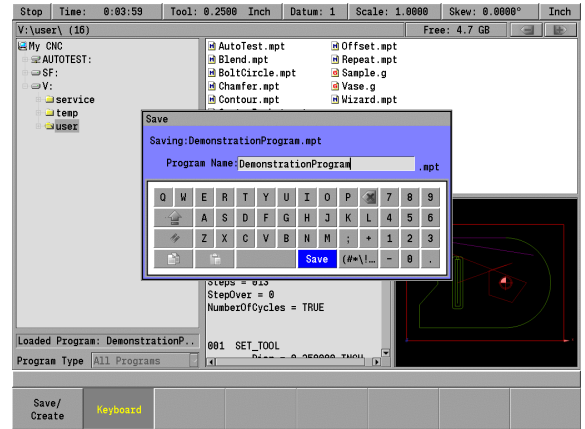 Stop Time: 0:03:59 Tool: 0.2500 Inch Datum: 1 Scale: 1.0000 Skew: 0.0000° Inch
V:\user\ (16) Free: 4.7 GB
My CNC
AUTOTEST:
SF:
V:
service
temp
user
AutoTest.mpt Offset.mpt
Blend.mpt Repeat.mpt
BoltCircle.mpt Sample.g
Chamfer.mpt Vase.g
Contour.mpt Wizard.mpt
Save
Saving:DemonstrationProgram.mpt
Program Name: DemonstrationProgram .mpt
Q W E R T Y U I O P 7 8 9
A S D F G H J K L 4 5 6
Z X C V B N M ; + 1 2 3
Save (#*\!… - 0 .
Steps = 013
StepOver = 0
NumberOfCycles = TRUE
001 SET_TOOL
Diam = 0.250000 INCH
Loaded Program: DemonstrationP..
Program Type All Programs
Save/
Create
Keyboard